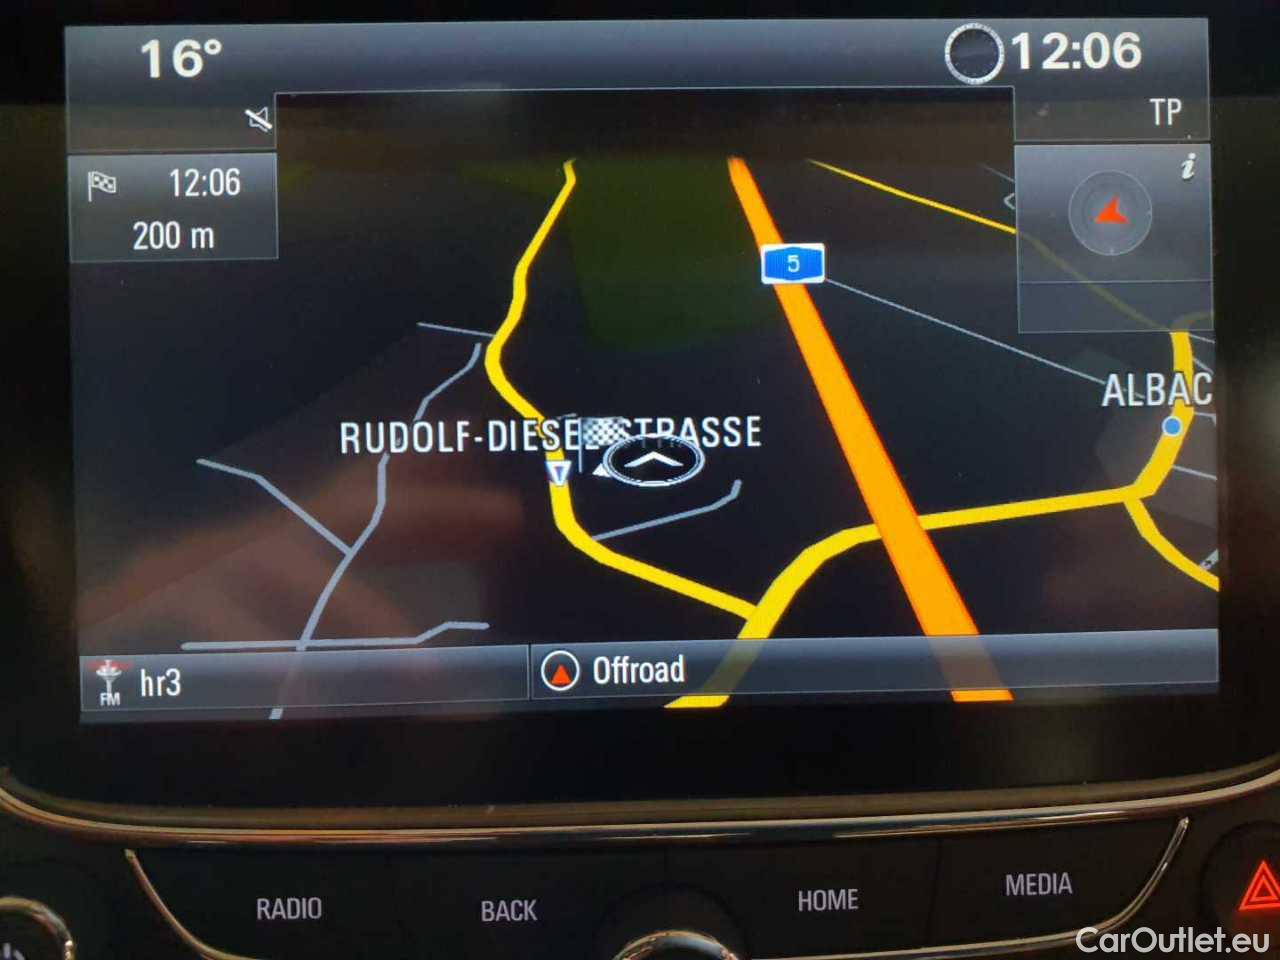 16°
12:06
TP
12:06
200 m
i
5
ALBAC
RUDOLF-DIESEL-STRASSE
FM
hr3
Offroad
RADIO
BACK
HOME
MEDIA
CarOutlet.eu